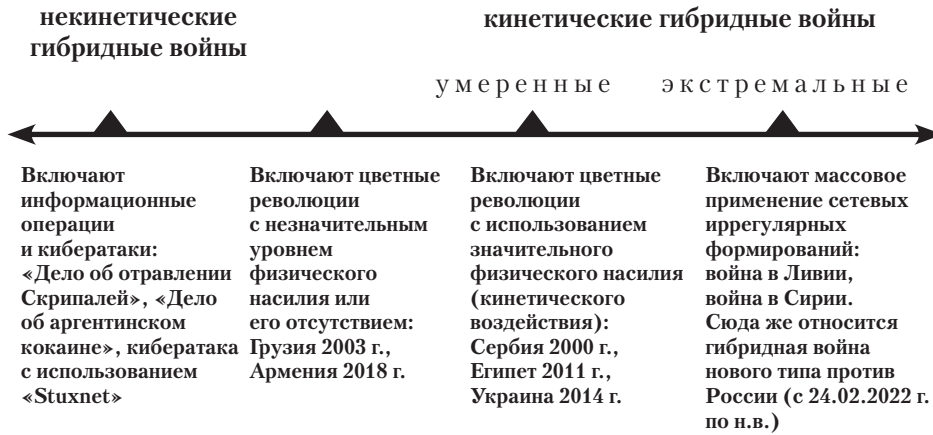 некинетические
гибридные войны
кинетические гибридные войны
умеренные
экстремальные
Включают
информационные
операции
и кибератаки:
«Дело об отравлении
Скрипалей», «Дело
об аргентинском
кокаине», кибератака
с использованием
«Stuxnet»
Включают цветные
революции
с незначительным
уровнем
физического
насилия или
его отсутствием:
Грузия 2003 г.,
Армения 2018 г.
Включают цветные
революции
с использованием
значительного
физического насилия
(кинетического
воздействия):
Сербия 2000 г.,
Египет 2011 г.,
Украина 2014 г.
Включают массовое
применение сетевых
иррегулярных
формирований:
война в Ливии,
война в Сирии.
Сюда же относится
гибридная война
нового типа против
России (с 24.02.2022 г.
по н.в.)